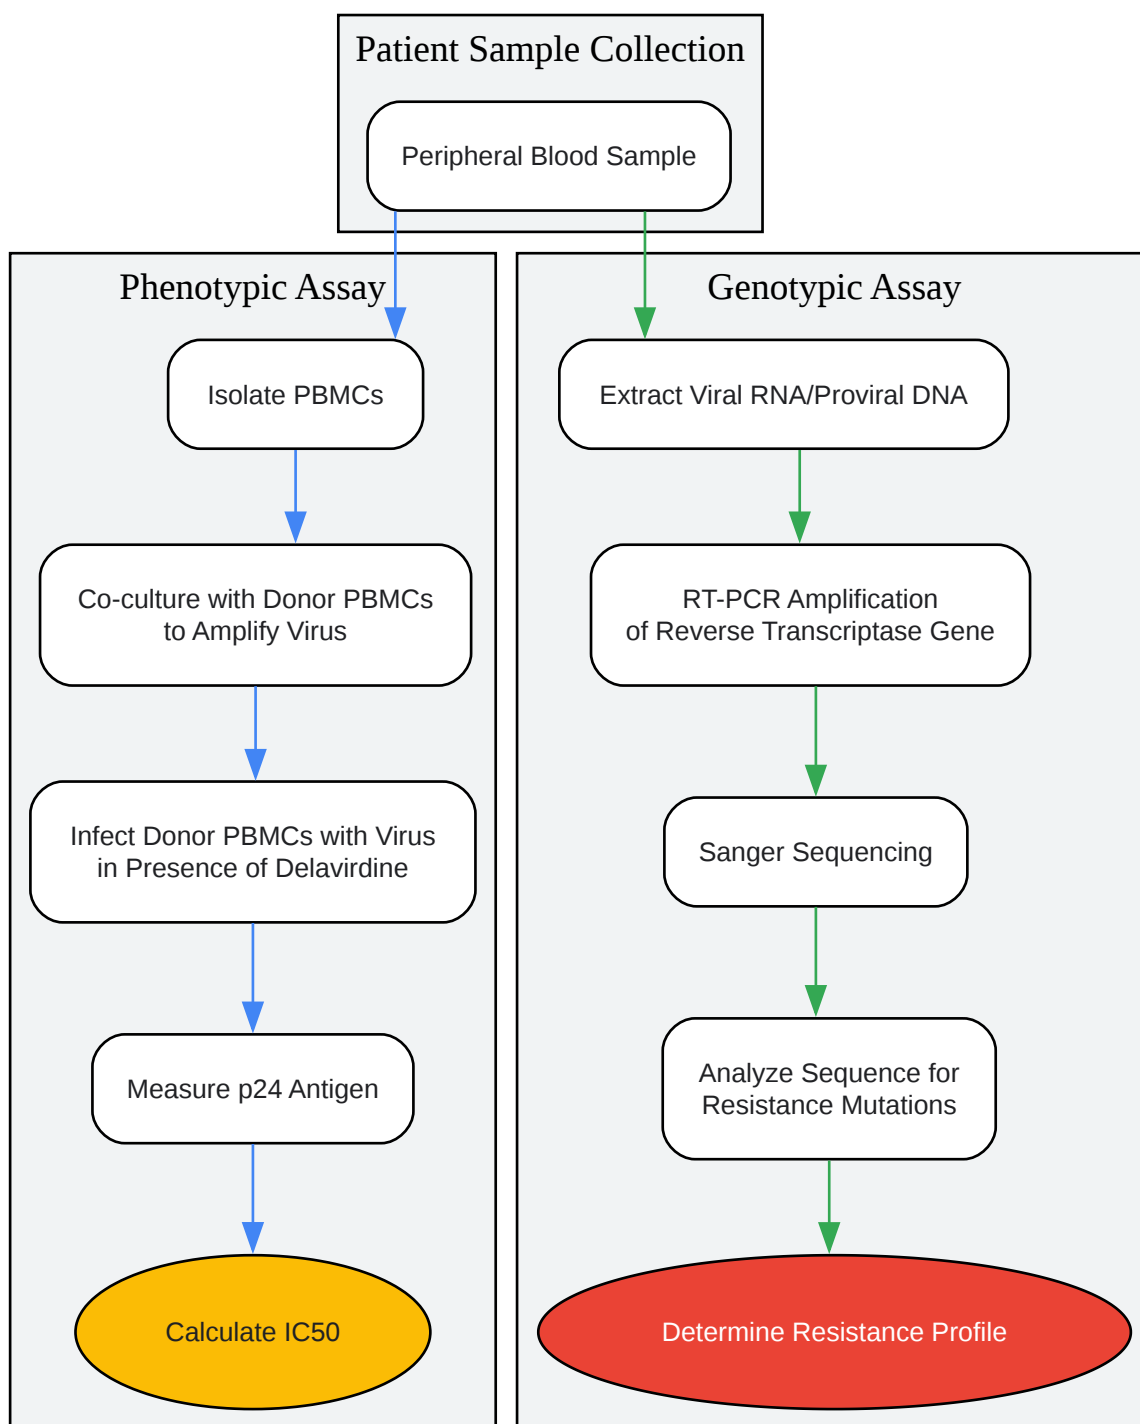 Patient Sample Collection
Peripheral Blood Sample
Phenotypic Assay
Isolate PBMCs
Co-culture with Donor PBMCs
to Amplify Virus
Infect Donor PBMCs with Virus
in Presence of Delavirdine
Measure p24 Antigen
Calculate IC50
Genotypic Assay
Extract Viral RNA/Proviral DNA
RT-PCR Amplification
of Reverse Transcriptase Gene
Sanger Sequencing
Analyze Sequence for
Resistance Mutations
Determine Resistance Profile